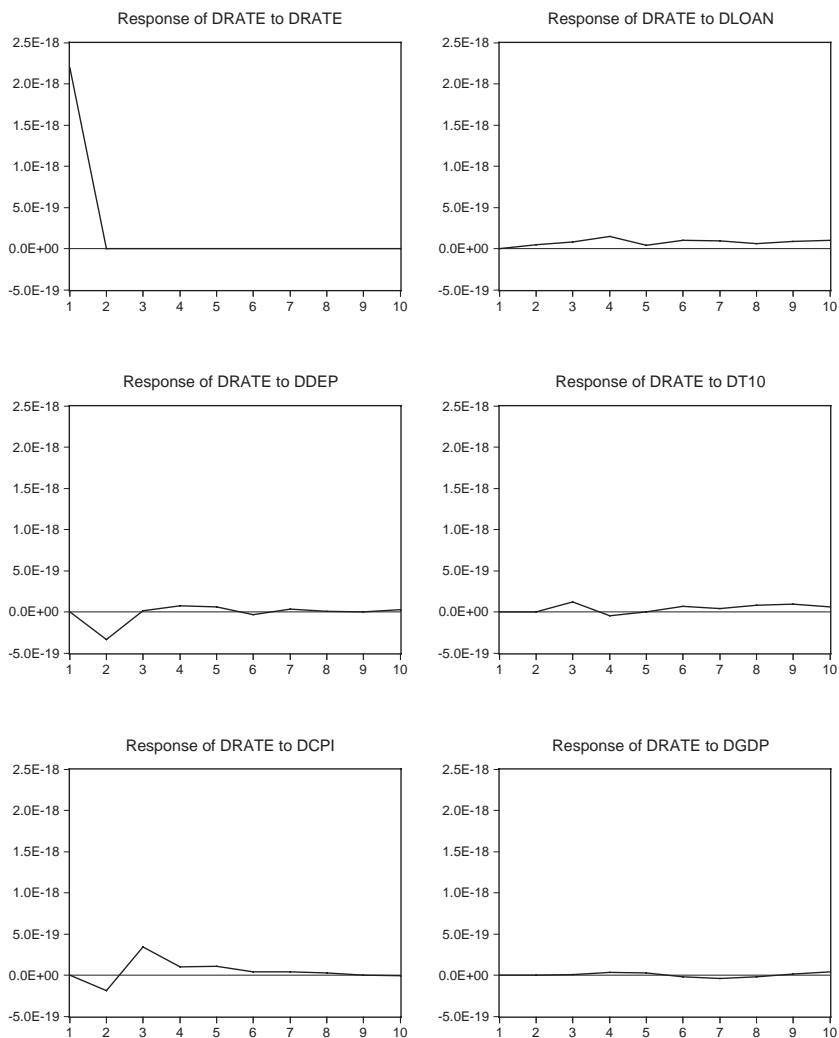 Response of DRATE to DRATE
2.5E-18
2.0E-18
1.5E-18
1.0E-18
5.0E-19
0.0E+00
-5.0E-19
1 2 3 4 5 6 7 8 9 10
Response of DRATE to DLOAN
2.5E-18
2.0E-18
1.5E-18
1.0E-18
5.0E-19
0.0E+00
-5.0E-19
1 2 3 4 5 6 7 8 9 10
Response of DRATE to DDEP
2.5E-18
2.0E-18
1.5E-18
1.0E-18
5.0E-19
0.0E+00
-5.0E-19
1 2 3 4 5 6 7 8 9 10
Response of DRATE to DT10
2.5E-18
2.0E-18
1.5E-18
1.0E-18
5.0E-19
0.0E+00
-5.0E-19
1 2 3 4 5 6 7 8 9 10
Response of DRATE to DCPI
2.5E-18
2.0E-18
1.5E-18
1.0E-18
5.0E-19
0.0E+00
-5.0E-19
1 2 3 4 5 6 7 8 9 10
Response of DRATE to DGDP
2.5E-18
2.0E-18
1.5E-18
1.0E-18
5.0E-19
0.0E+00
-5.0E-19
1 2 3 4 5 6 7 8 9 10